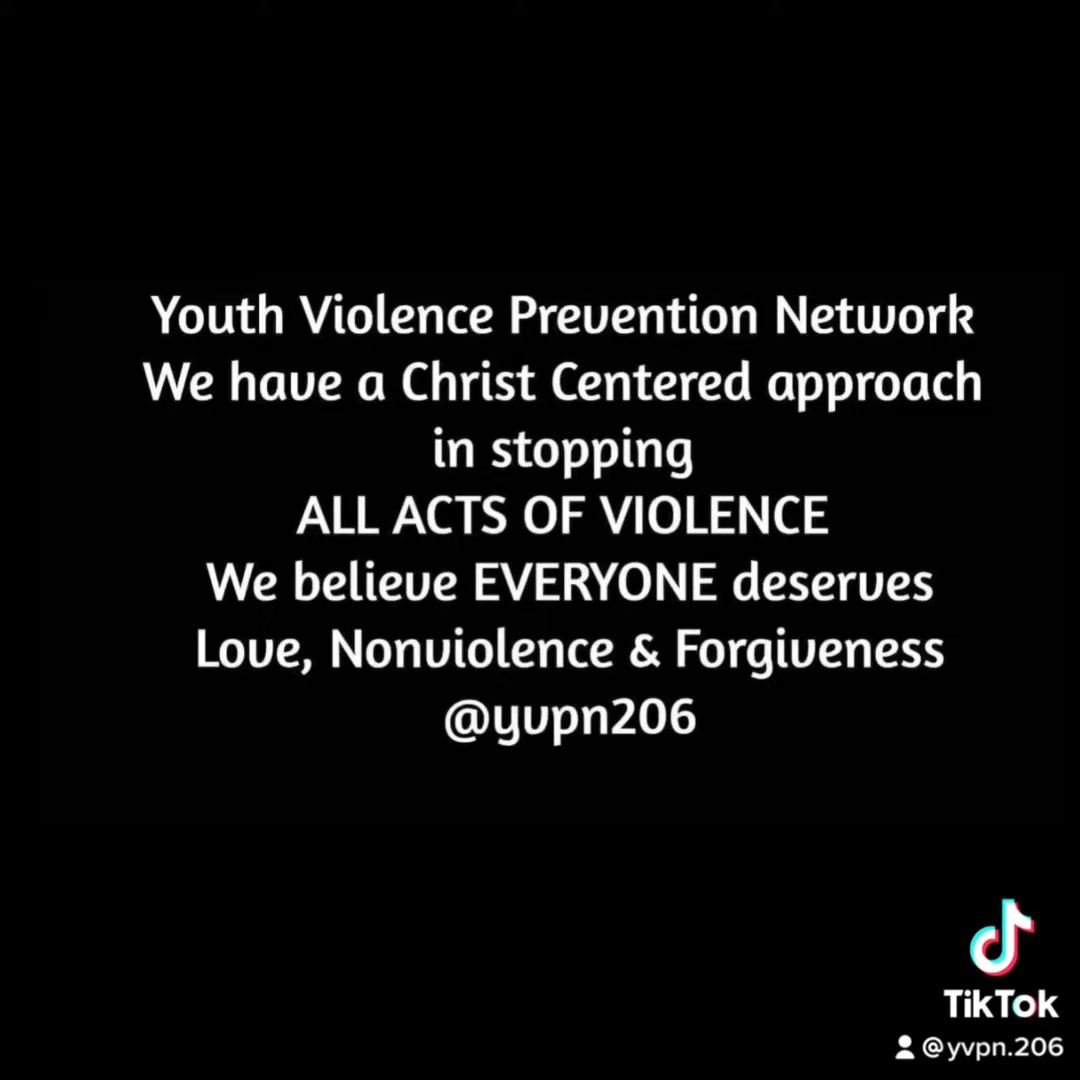 Youth Violence Prevention Network
We have a Christ Centered approach
in stopping
ALL ACTS OF VIOLENCE
We believe EVERYONE deserves
Love, Nonviolence & Forgiveness
@yvpn206
TikTok
@yvpn.206